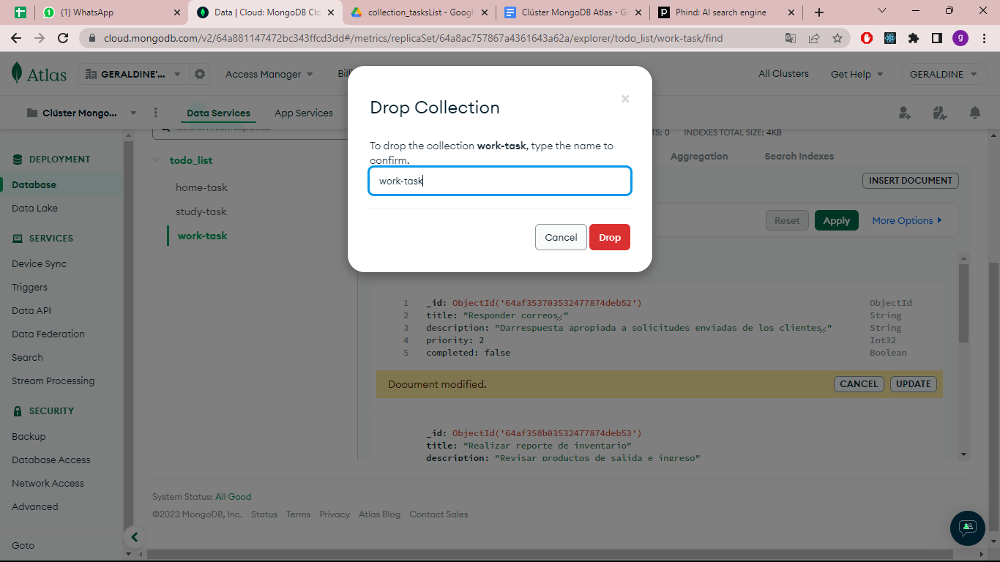 (1) WhatsApp
Data | Cloud: MongoDB Clo
collection_tasksList - Google
Clúster MongoDB Atlas - G
Phind: AI search engine
cloud.mongodb.com/v2/64a881147472bc343ffcd3dd#/metrics/replicaSet/64a8ac757867a4361643a62a/explorer/todo_list/work-task/find
g
Atlas
GERALDINE'...
Access Manager
Billi
All Clusters
Get Help
GERALDINE
Clúster Mongo...
Data Services
App Services
Search Namespaces
TS: 0 INDEXES TOTAL SIZE: 4KB
DEPLOYMENT
Database
Data Lake
SERVICES
Device Sync
Triggers
Data API
Data Federation
Search
Stream Processing
SECURITY
Backup
Database Access
Network Access
Advanced
Goto
todo_list
home-task
study-task
work-task
Aggregation
Search Indexes
INSERT DOCUMENT
Reset
Apply
More Options
Drop Collection
To drop the collection work-task, type the name to
confirm.
work-task
Cancel
Drop
1 _id: ObjectId('64af353703532477874deb52') ObjectId
2 title: "Responder correos" String
3 description: "Darrespuesta apropiada a solicitudes enviadas de los clientes" String
4 priority: 2 Int32
5 completed: false Boolean
Document modified.
CANCEL
UPDATE
_id: ObjectId('64af358b03532477874deb53')
title: "Realizar reporte de inventario"
description: "Revisar productos de salida e ingreso"
System Status: All Good
©2023 MongoDB, Inc. Status Terms Privacy Atlas Blog Contact Sales